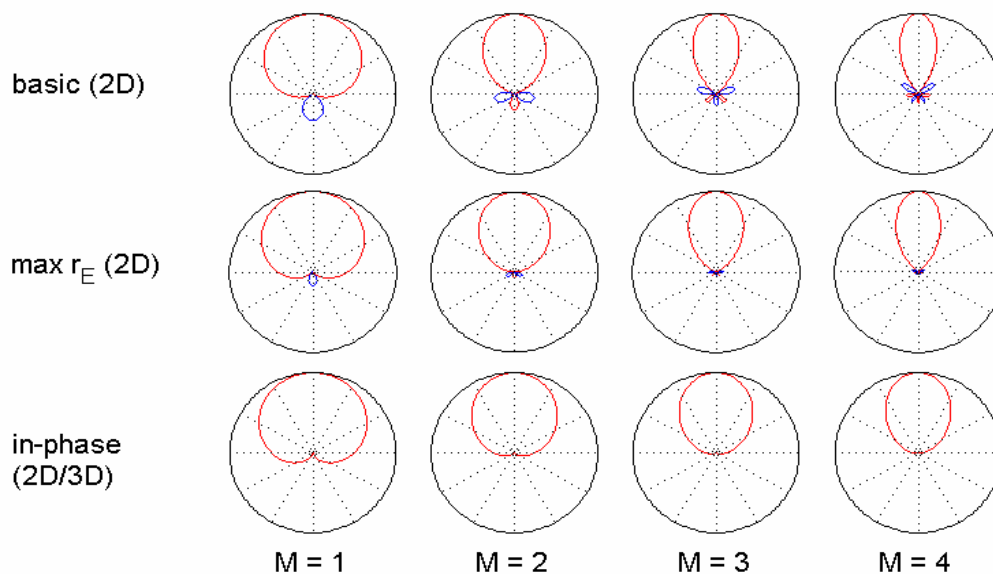 basic (2D)
max r_E (2D)
in-phase
(2D/3D)
M = 1 M = 2 M = 3 M = 4